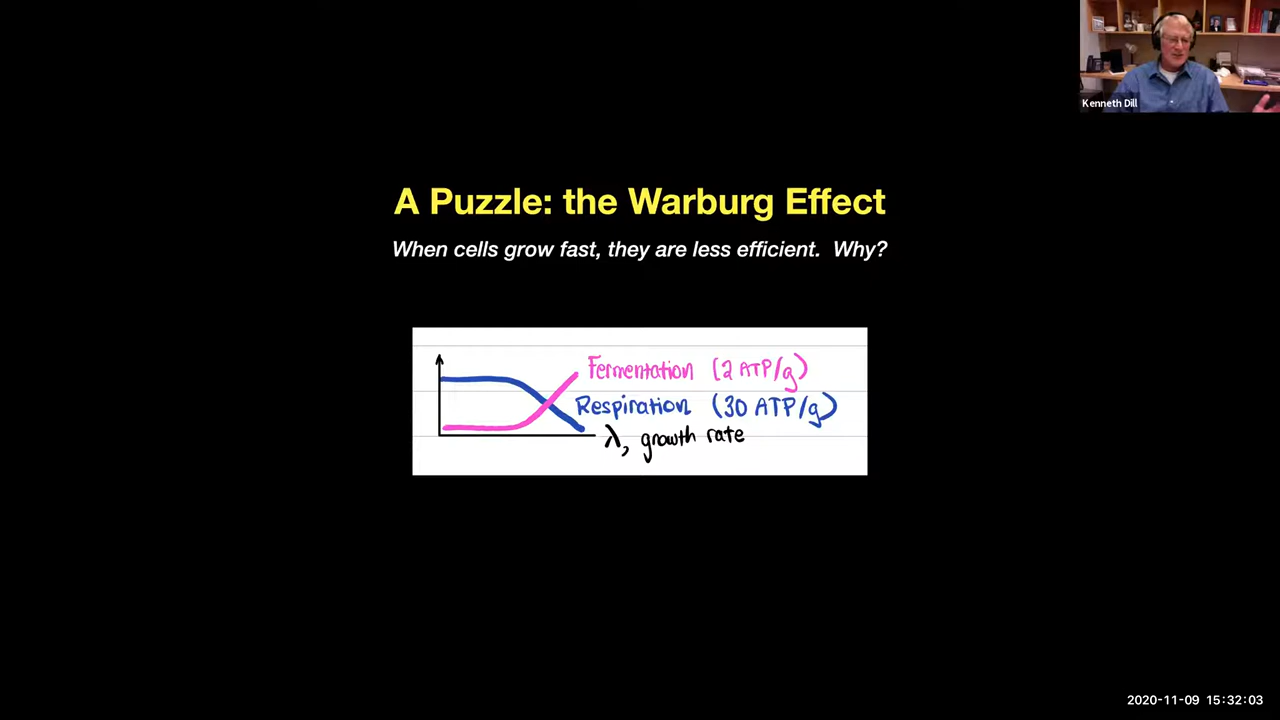 Kenneth Dill
A Puzzle: the Warburg Effect
When cells grow fast, they are less efficient. Why?
Fermentation (2 ATP/g)
Respiration (30 ATP/g)
λ, growth rate
2020-11-09 15:32:03